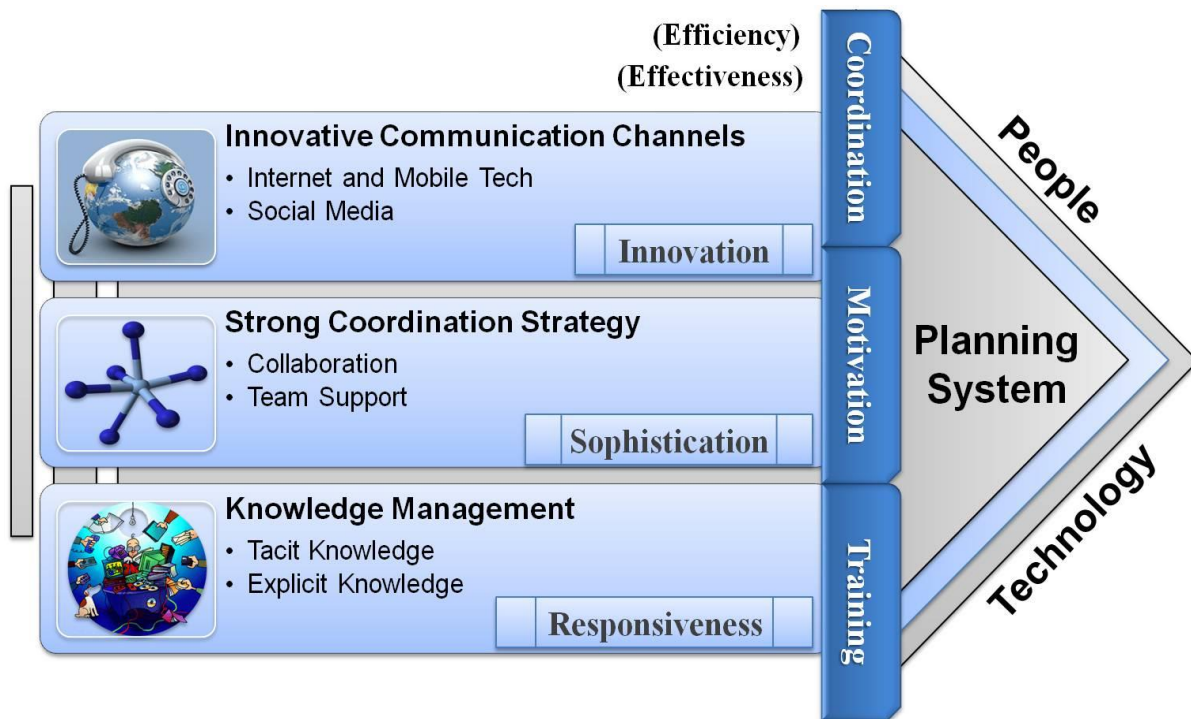 (Efficiency)
(Effectiveness)
Innovative Communication Channels
• Internet and Mobile Tech
• Social Media
Innovation
Strong Coordination Strategy
• Collaboration
• Team Support
Sophistication
Knowledge Management
• Tacit Knowledge
• Explicit Knowledge
Responsiveness
Coordination
Motivation
Training
Planning
System
People
Technology